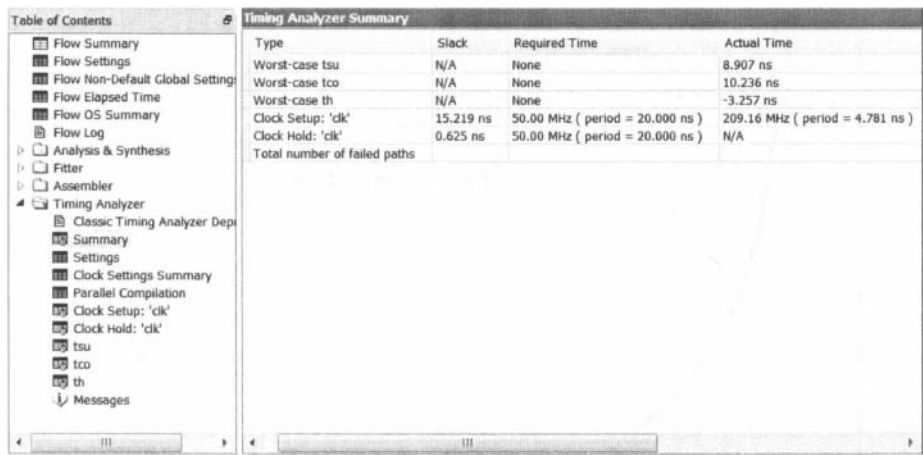 Table of Contents
Flow Summary
Flow Settings
Flow Non-Default Global Settings
Flow Elapsed Time
Flow OS Summary
Flow Log
Analysis & Synthesis
Fitter
Assembler
Timing Analyzer
Classic Timing Analyzer Depr
Summary
Settings
Clock Settings Summary
Parallel Compilation
Clock Setup: 'clk'
Clock Hold: 'clk'
tsu
tco
th
Messages
Timing Analyzer Summary
Type Slack Required Time Actual Time
Worst-case tsu N/A None 8.907 ns
Worst-case tco N/A None 10.236 ns
Worst-case th N/A None -3.257 ns
Clock Setup: 'clk' 15.219 ns 50.00 MHz ( period = 20.000 ns ) 209.16 MHz ( period = 4.781 ns )
Clock Hold: 'clk' 0.625 ns 50.00 MHz ( period = 20.000 ns ) N/A
Total number of failed paths